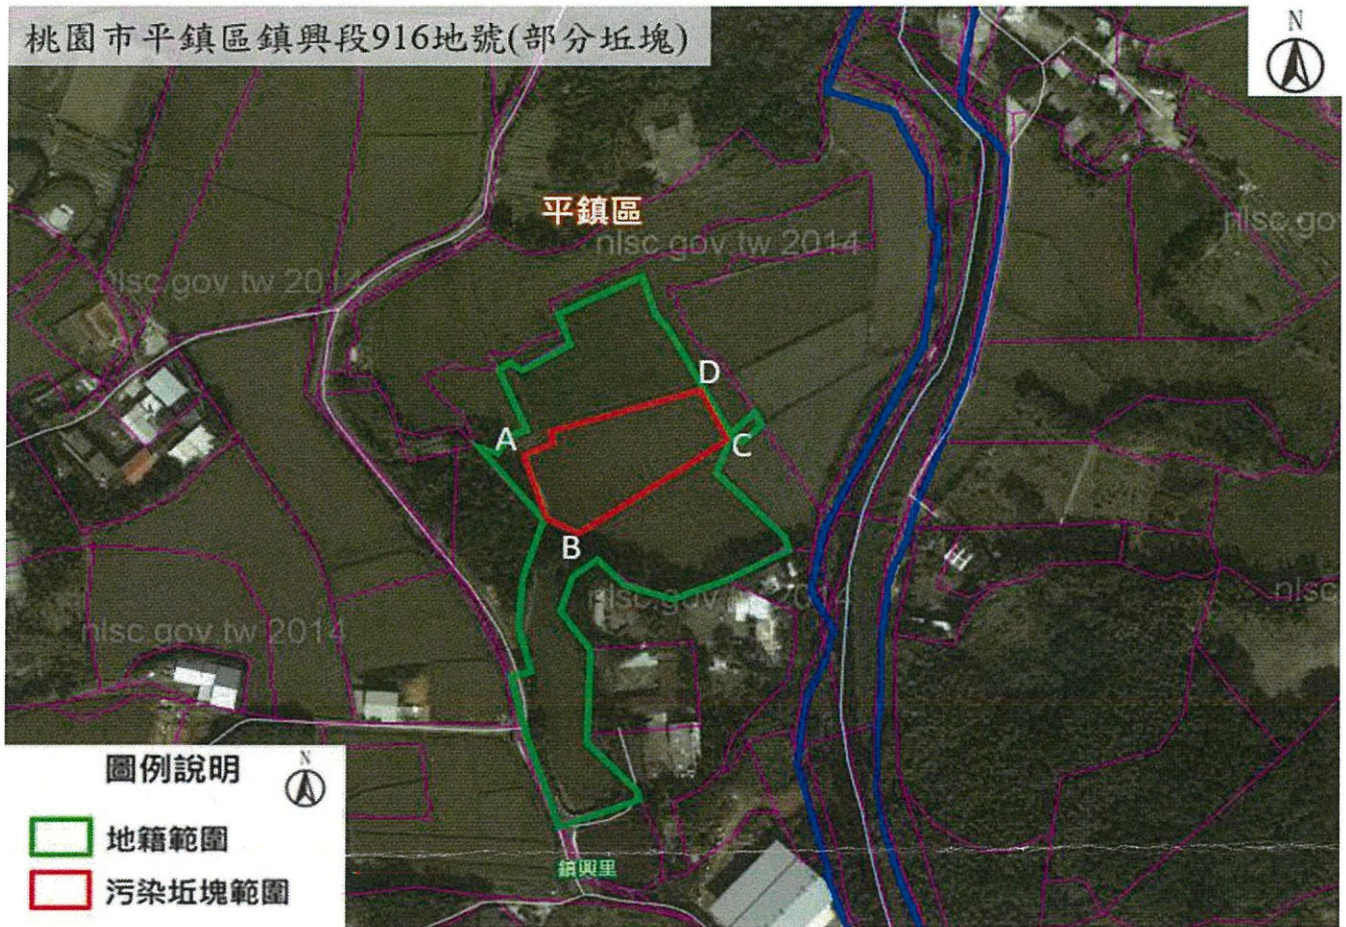 桃園市平鎮區鎮興段916地號(部分坵塊)
N
平鎮區
nlsc.gov.tw 2014
nlsc.go
nlsc.gov.tw 2014
D
A
C
B
nlsc.gov.tw 2014
nlsc
nlsc.gov.tw 2014
圖例說明
N
地籍範圍
污染坵塊範圍
鎮興里